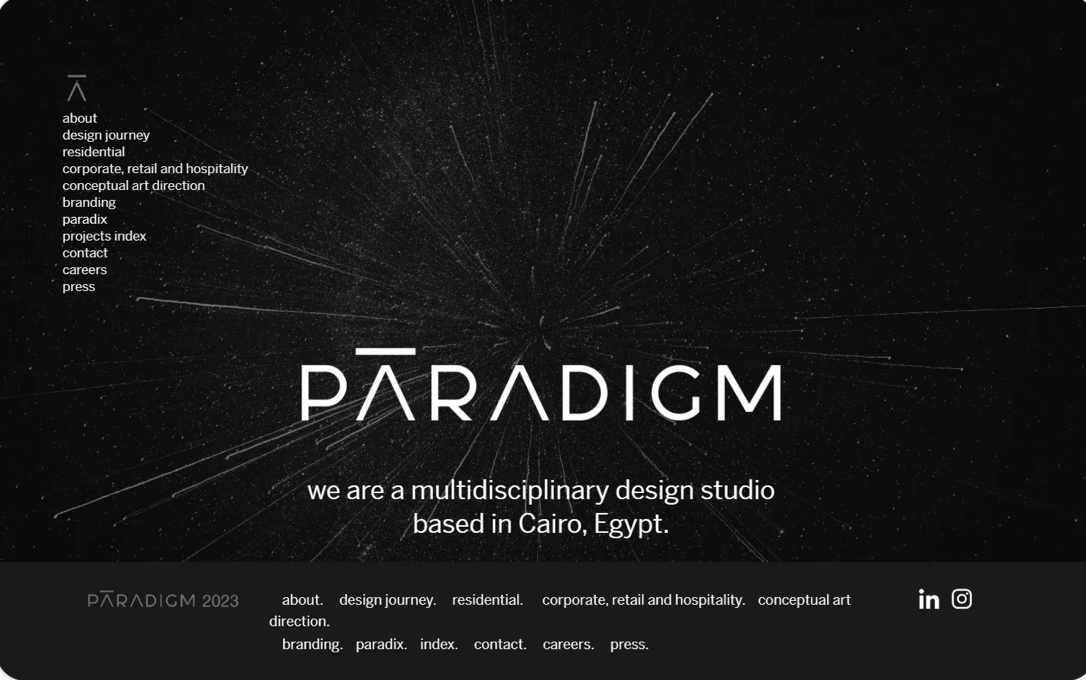 Ā
about
design journey
residential
corporate, retail and hospitality
conceptual art direction
branding
paradix
projects index
contact
careers
press
PĀRADIGM
we are a multidisciplinary design studio
based in Cairo, Egypt.
PĀRADIGM 2023
about. design journey. residential. corporate, retail and hospitality. conceptual art
direction.
branding. paradix. index. contact. careers. press.
in